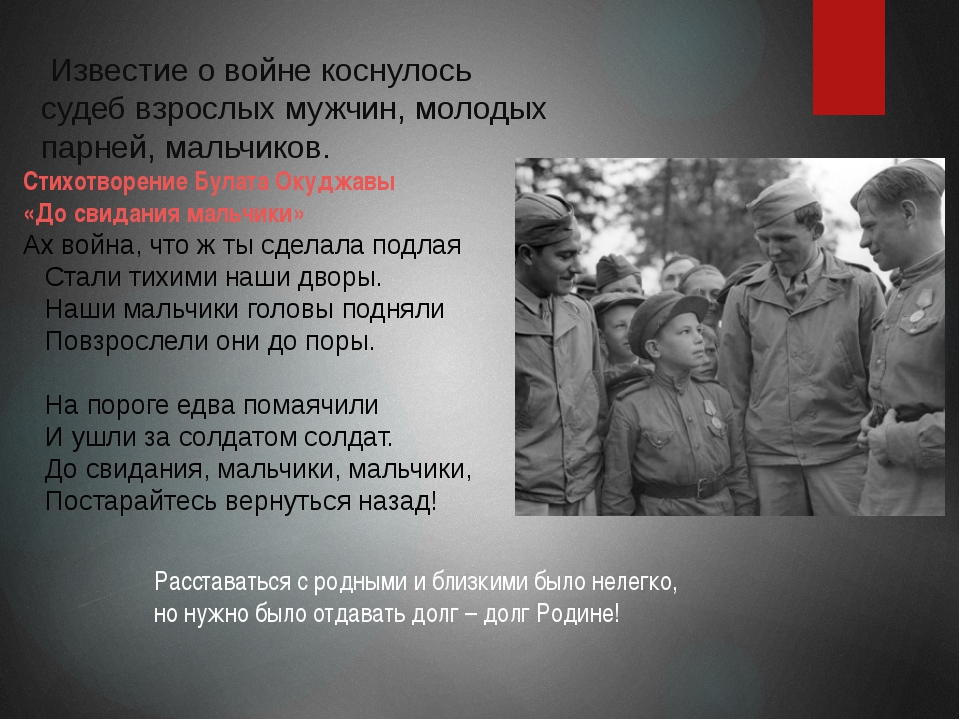 Известие о войне коснулось
судеб взрослых мужчин, молодых
парней, мальчиков.
Стихотворение Булата Окуджавы
«До свидания мальчики»
Ах война, что ж ты сделала подлая
Стали тихими наши дворы.
Наши мальчики головы подняли
Повзрослели они до поры.
На пороге едва помаячили
И ушли за солдатом солдат.
До свидания, мальчики, мальчики,
Постарайтесь вернуться назад!
Расставаться с родными и близкими было нелегко,
но нужно было отдавать долг – долг Родине!